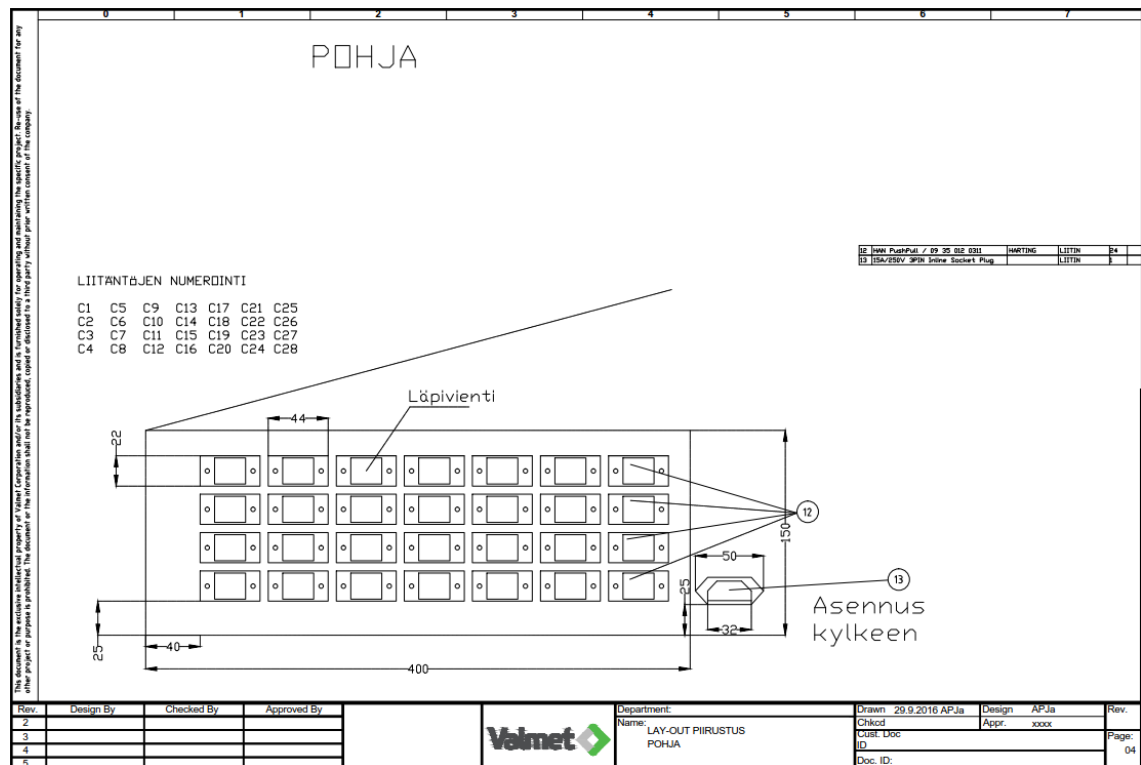 0 1 2 3 4 5 6 7
This document is the exclusive intellectual property of Valmet Corporation and/or its subsidiaries and is furnished solely for operating and maintaining the specific project. Re-use of the document for any
other project or purpose is prohibited. The document or the information shall not be reproduced, copied or disclosed to a third party without prior written consent of the company.
POHJA
12 HAN PushPull / 09 35 012 0311 HARTING LIITIN 24
13 15A/250V 3PIN Inline Socket Plug LIITIN 1
LIITÄNTÖJEN NUMEROINTI
C1 C5 C9 C13 C17 C21 C25
C2 C6 C10 C14 C18 C22 C26
C3 C7 C11 C15 C19 C23 C27
C4 C8 C12 C16 C20 C24 C28
Läpivienti
44
22
12
150
50
13
25
Asennus
kylkeen
32
25
40
400
Rev. Design By Checked By Approved By
2
3
4
5
Valmet
Department:
Name: LAY-OUT PIIRUSTUS
POHJA
Drawn 29.9.2016 APJa Design APJa Rev.
Chkcd Appr. xxxx
Cust. Doc
ID
Page:
04
Doc. ID: